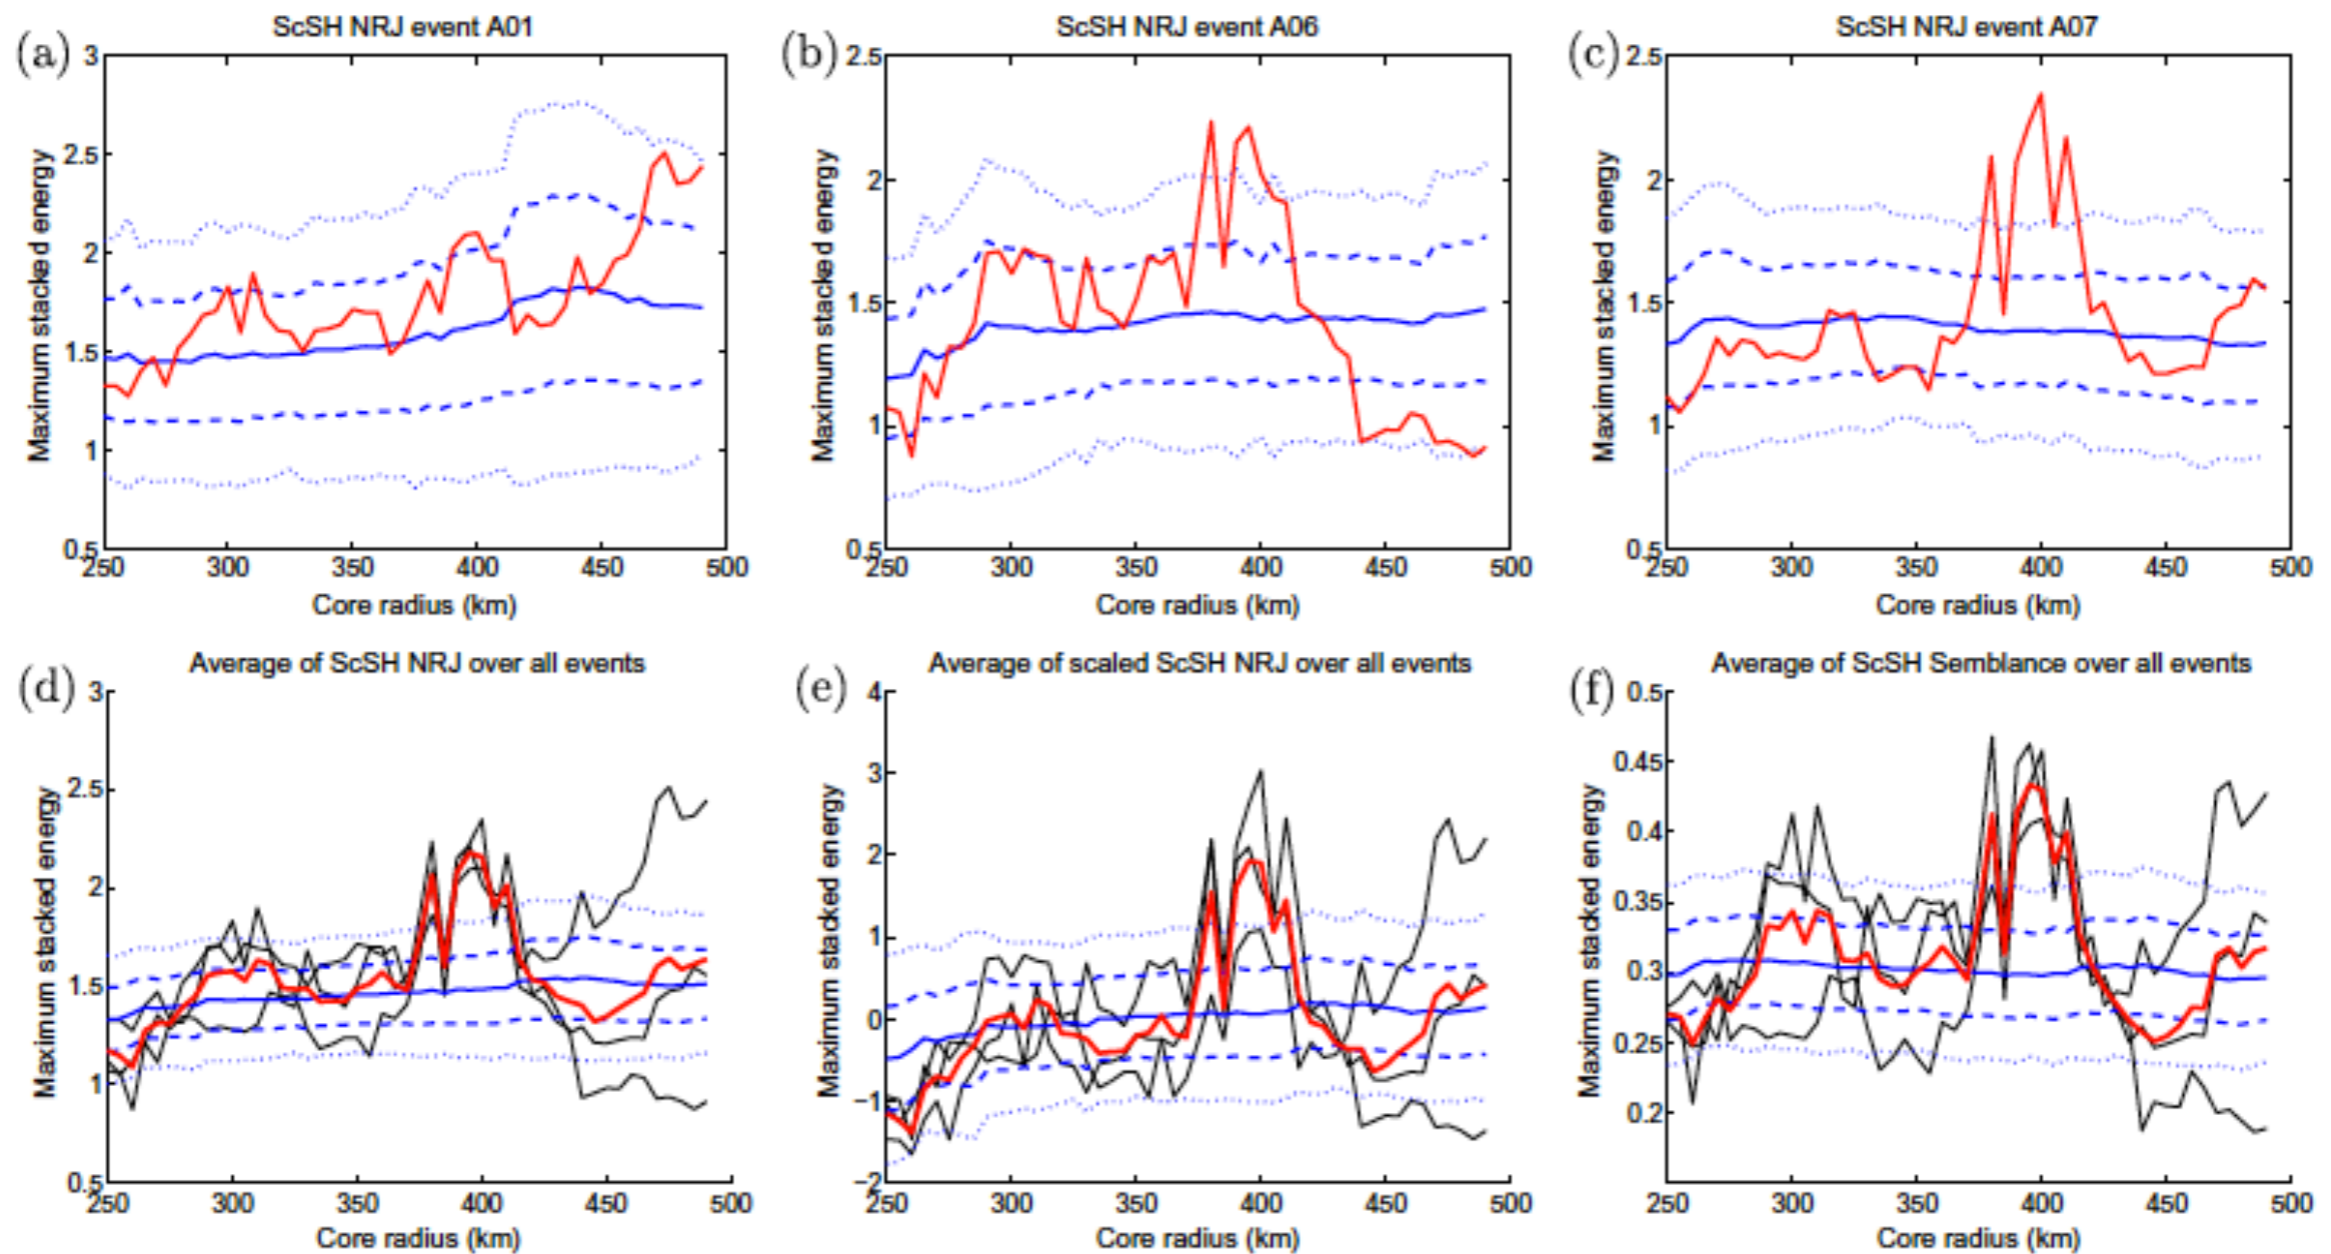 (a) ScSH NRJ event A01
Maximum stacked energy
3
2.5
2
1.5
1
0.5
250 300 350 400 450 500
Core radius (km)
(b) ScSH NRJ event A06
Maximum stacked energy
2.5
2
1.5
1
0.5
250 300 350 400 450 500
Core radius (km)
(c) ScSH NRJ event A07
Maximum stacked energy
2.5
2
1.5
1
0.5
250 300 350 400 450 500
Core radius (km)
(d) Average of ScSH NRJ over all events
Maximum stacked energy
3
2.5
2
1.5
1
0.5
250 300 350 400 450 500
Core radius (km)
(e) Average of scaled ScSH NRJ over all events
Maximum stacked energy
4
3
2
1
0
−1
−2
250 300 350 400 450 500
Core radius (km)
(f) Average of ScSH Semblance over all events
Maximum stacked energy
0.5
0.45
0.4
0.35
0.3
0.25
0.2
250 300 350 400 450 500
Core radius (km)